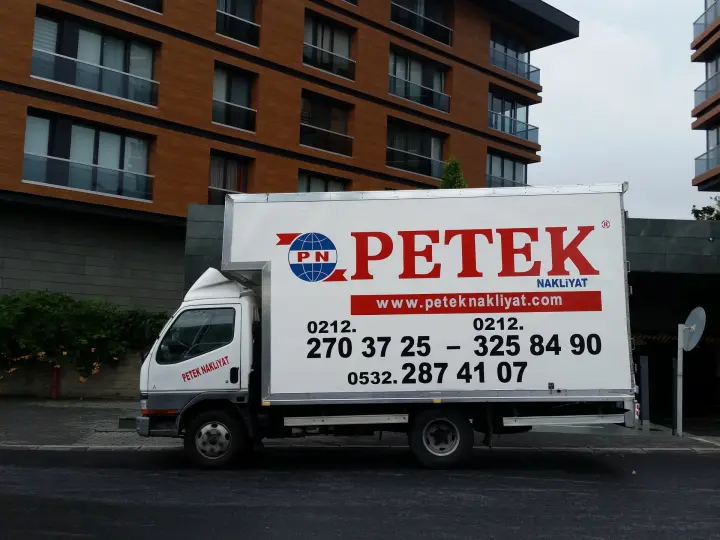 PN PETEK ®
NAKLİYAT
www.peteknakliyat.com
0212. 0212.
270 37 25 – 325 84 90
0532. 287 41 07
PETEK NAKLİYAT